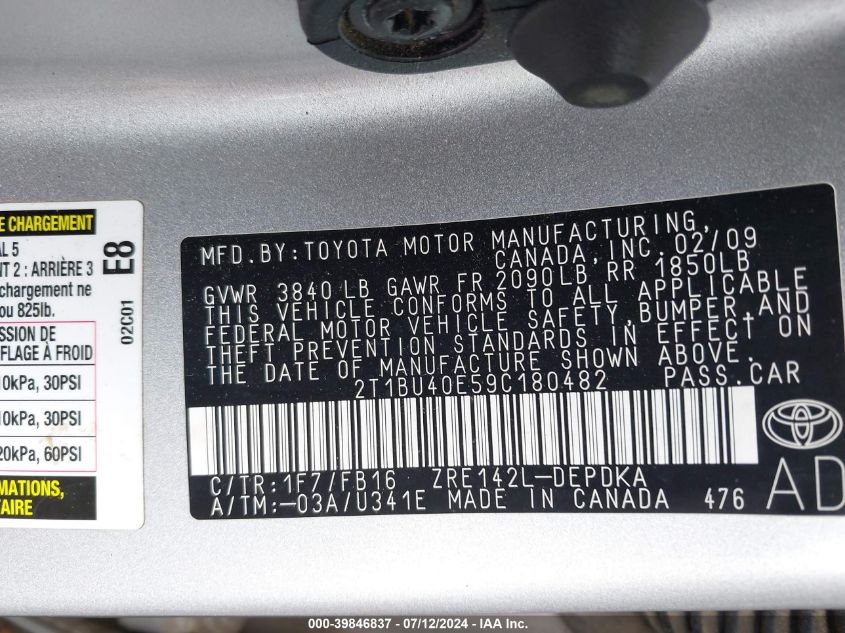 E CHARGEMENT
AL 5
NT 2 : ARRIÈRE 3
chargement ne
ou 825lb.
SSION DE
FLAGE À FROID
0kPa, 30PSI
0kPa, 30PSI
20kPa, 60PSI
MATIONS,
TAIRE
E8
02C01
MFD. BY: TOYOTA MOTOR MANUFACTURING,
CANADA, INC. 02/09
GVWR 3840 LB GAWR FR 2090LB, RR 1850LB
THIS VEHICLE CONFORMS TO ALL APPLICABLE
FEDERAL MOTOR VEHICLE SAFETY, BUMPER, AND
THEFT PREVENTION STANDARDS IN EFFECT ON
THE DATE OF MANUFACTURE SHOWN ABOVE.
2T1BU40E59C180482 PASS. CAR
C/TR: 1F7/FB16 ZRE142L-DEPDKA
A/TM: -03A/U341E MADE IN CANADA 476
AD
000-39846837 - 07/12/2024 - IAA Inc.